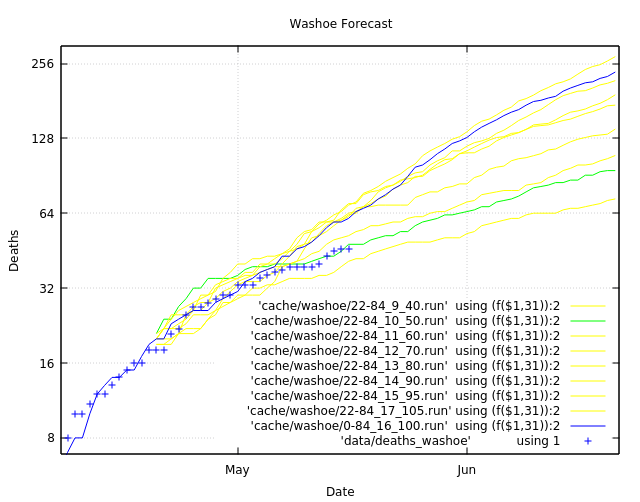 Washoe Forecast
256
128
64
32
16
8
Deaths
'cache/washoe/22-84_9_40.run' using (f($1,31)):2
'cache/washoe/22-84_10_50.run' using (f($1,31)):2
'cache/washoe/22-84_11_60.run' using (f($1,31)):2
'cache/washoe/22-84_12_70.run' using (f($1,31)):2
'cache/washoe/22-84_13_80.run' using (f($1,31)):2
'cache/washoe/22-84_14_90.run' using (f($1,31)):2
'cache/washoe/22-84_15_95.run' using (f($1,31)):2
'cache/washoe/22-84_17_105.run' using (f($1,31)):2
'cache/washoe/0-84_16_100.run' using (f($1,31)):2
'data/deaths_washoe' using 1
May Jun
Date